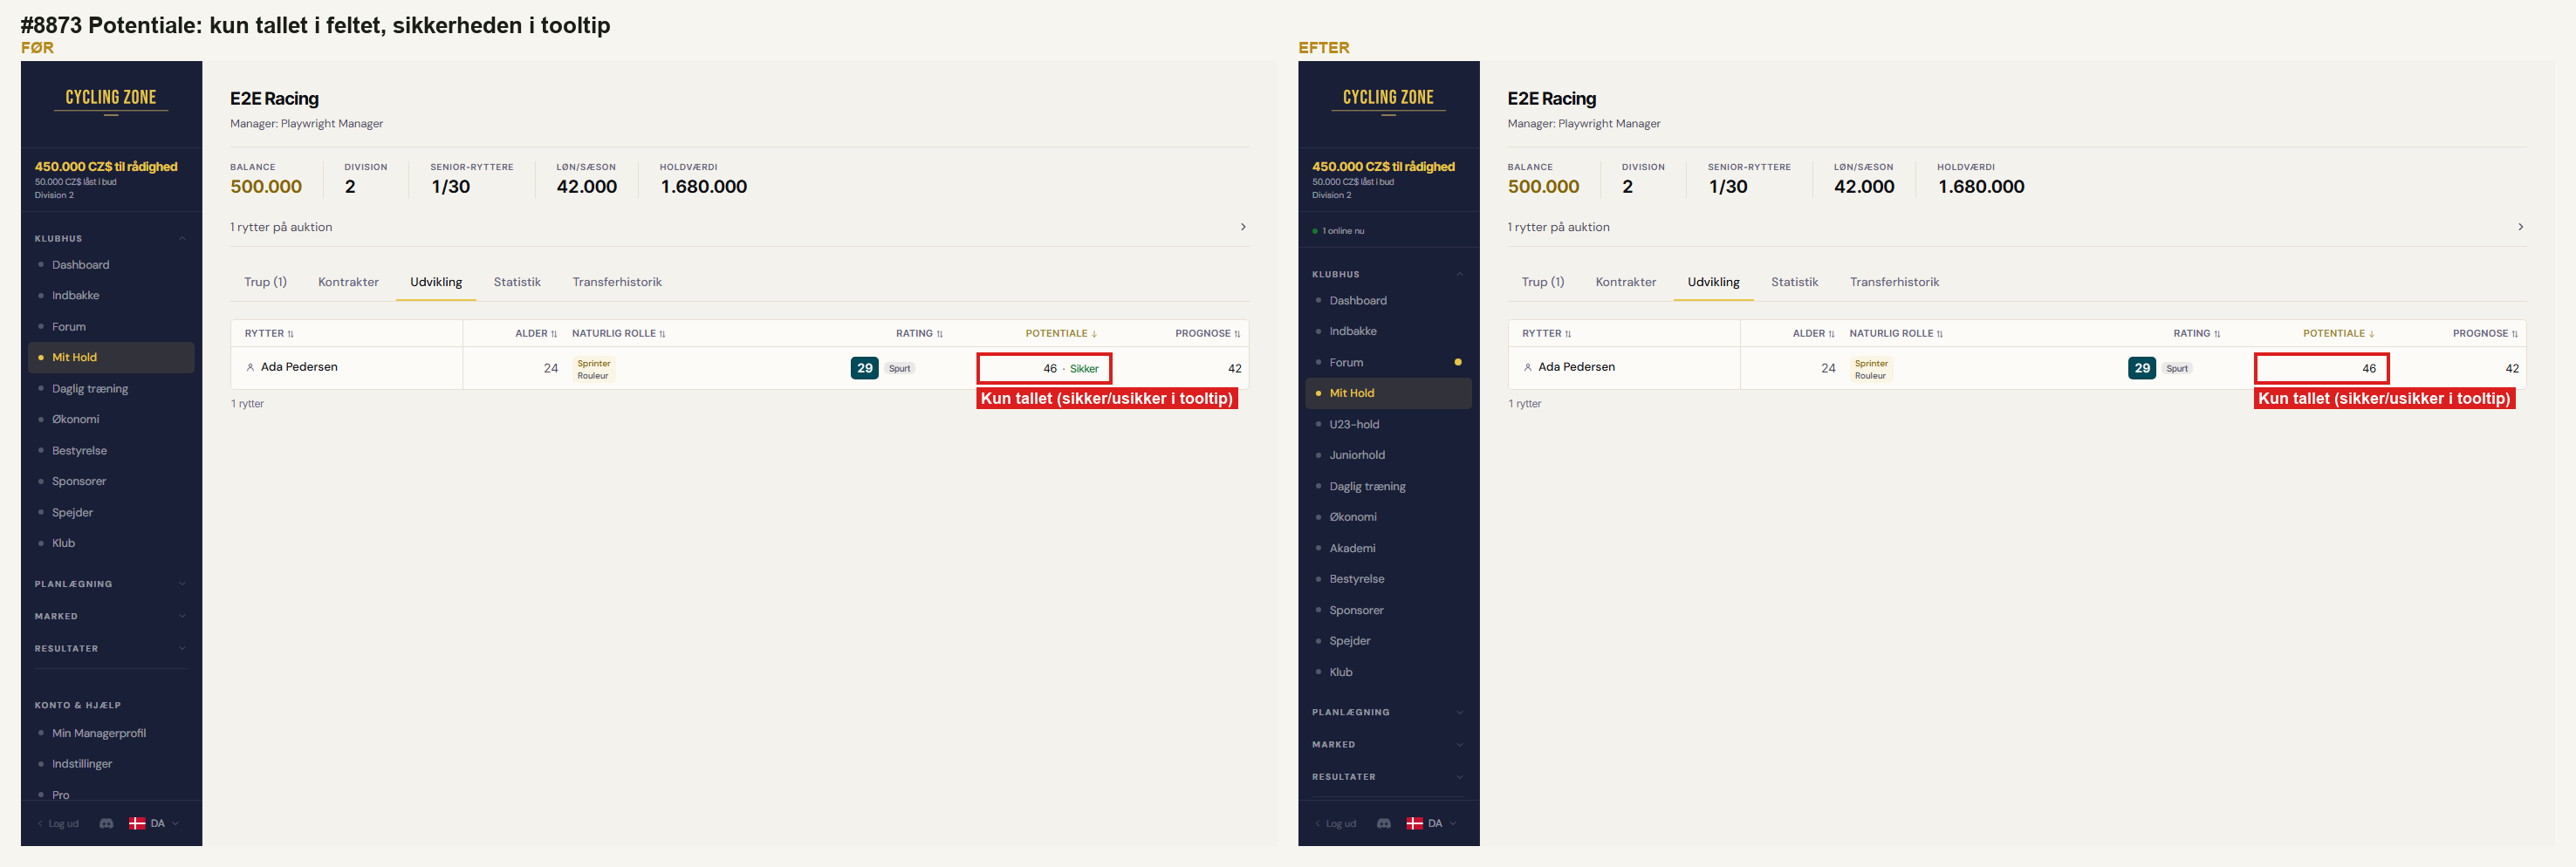 #8873 Potentiale: kun tallet i feltet, sikkerheden i tooltip
FØR
CYCLING ZONE
450.000 CZ$ til rådighed
50.000 CZ$ låst i bud
Division 2
KLUBHUS
Dashboard
Indbakke
Forum
Mit Hold
Daglig træning
Økonomi
Bestyrelse
Sponsorer
Spejder
Klub
PLANLÆGNING
MARKED
RESULTATER
KONTO & HJÆLP
Min Managerprofil
Indstillinger
Pro
Log ud
DA
E2E Racing
Manager: Playwright Manager
BALANCE DIVISION SENIOR-RYTTERE LØN/SÆSON HOLDVÆRDI
500.000 2 1/30 42.000 1.680.000
1 rytter på auktion
Trup (1) Kontrakter Udvikling Statistik Transferhistorik
RYTTER ALDER NATURLIG ROLLE RATING POTENTIALE PROGNOSE
Ada Pedersen 24 Sprinter Rouleur 29 Spurt 46 · Sikker 42
Kun tallet (sikker/usikker i tooltip)
1 rytter
EFTER
CYCLING ZONE
450.000 CZ$ til rådighed
50.000 CZ$ låst i bud
Division 2
1 online nu
KLUBHUS
Dashboard
Indbakke
Forum
Mit Hold
U23-hold
Juniorhold
Daglig træning
Økonomi
Akademi
Bestyrelse
Sponsorer
Spejder
Klub
PLANLÆGNING
MARKED
RESULTATER
Log ud
DA
E2E Racing
Manager: Playwright Manager
BALANCE DIVISION SENIOR-RYTTERE LØN/SÆSON HOLDVÆRDI
500.000 2 1/30 42.000 1.680.000
1 rytter på auktion
Trup (1) Kontrakter Udvikling Statistik Transferhistorik
RYTTER ALDER NATURLIG ROLLE RATING POTENTIALE PROGNOSE
Ada Pedersen 24 Sprinter Rouleur 29 Spurt 46 42
Kun tallet (sikker/usikker i tooltip)
1 rytter